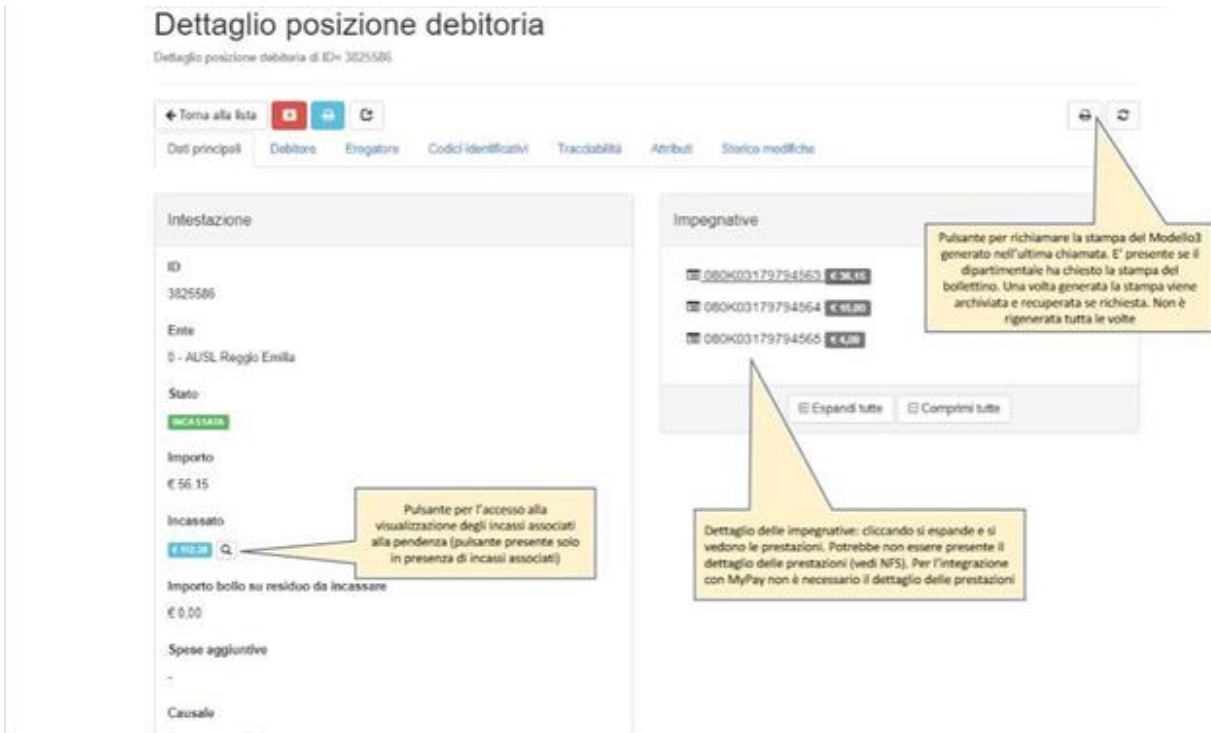 Dettaglio posizione debitoria
Dettaglio posizione debitoria di ID= 3825586
Torna alla lista
Dati principali Debitore Erogatore Codici identificativi Tracciabilità Attributi Storico modifiche
Intestazione
ID
3825586
Ente
0 - AUSL Reggio Emilia
Stato
INCASSATA
Importo
€ 56.15
Incassato
Importo bollo su residuo da incassare
€ 0,00
Spese aggiuntive
-
Causale
Pulsante per l'accesso alla
visualizzazione degli incassi associati
alla pendenza (pulsante presente solo
in presenza di incassi associati)
Impegnative
080K03179794563
080K03179794564
080K03179794565 € 4,00
Espandi tutte Comprimi tutte
Pulsante per richiamare la stampa del Modello3
generato nell'ultima chiamata. E' presente se il
dipartimentale ha chiesto la stampa del
bollettino. Una volta generata la stampa viene
archiviata e recuperata se richiesta. Non è
rigenerata tutta le volte
Dettaglio delle impegnative: cliccando si espande e si
vedono le prestazioni. Potrebbe non essere presente il
dettaglio delle prestazioni (vedi NFS). Per l'integrazione
con MyPay non è necessario il dettaglio delle prestazioni